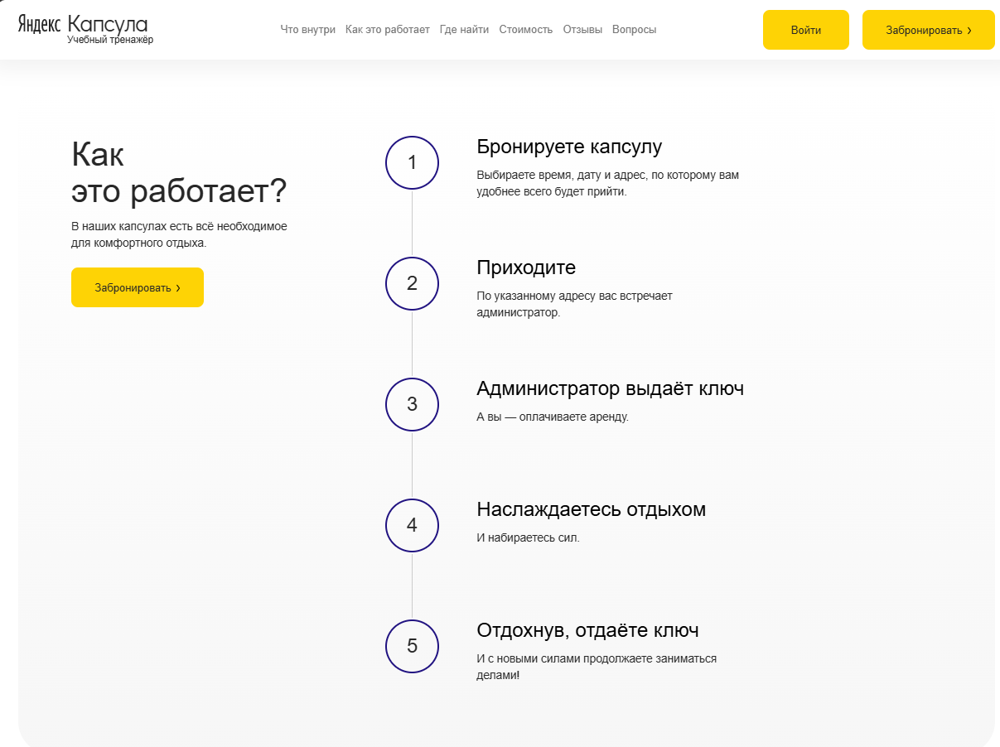 Яндекс Капсула
Учебный тренажёр
Что внутри Как это работает Где найти Стоимость Отзывы Вопросы
Войти
Забронировать ›
Как
это работает?
В наших капсулах есть всё необходимое
для комфортного отдыха.
Забронировать ›
1
Бронируете капсулу
Выбираете время, дату и адрес, по которому вам
удобнее всего будет прийти.
2
Приходите
По указанному адресу вас встречает
администратор.
3
Администратор выдаёт ключ
А вы — оплачиваете аренду.
4
Наслаждаетесь отдыхом
И набираетесь сил.
5
Отдохнув, отдаёте ключ
И с новыми силами продолжаете заниматься
делами!